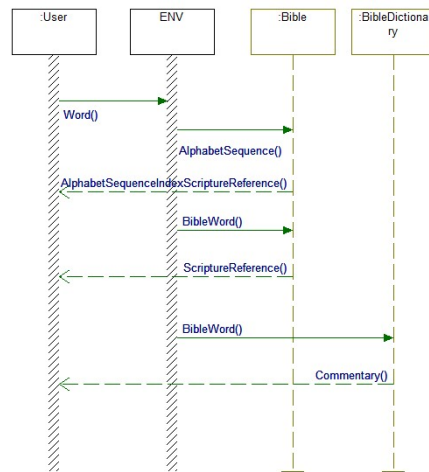 :User
ENV
:Bible
:BibleDictiona
ry
Word()
AlphabetSequence()
AlphabetSequenceIndexScriptureReference()
BibleWord()
ScriptureReference()
BibleWord()
Commentary()